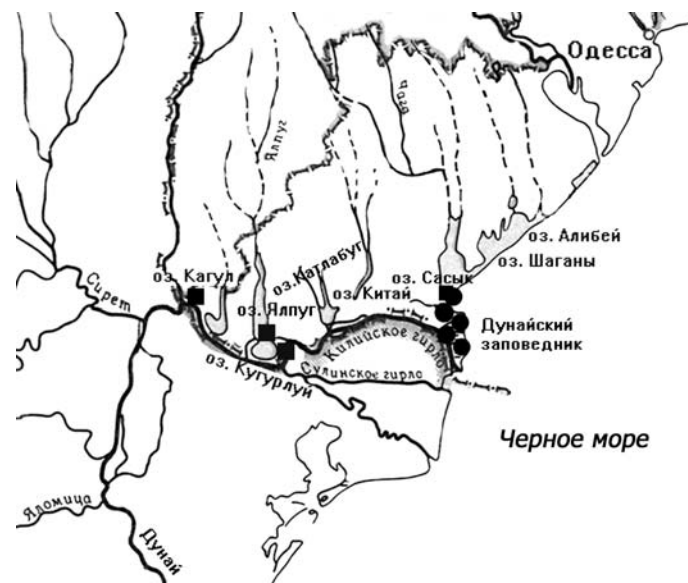 Одесса
Чага
Ялпуг
оз. Алибей
оз. Шаганы
оз. Кагул
оз. Катлабуг
оз. Сасык
оз. Китай
Сирет
оз. Ялпуг
Дунайский
заповедник
Килийское гирло
Сулинское гирло
оз. Кугурлуй
Черное море
Яломица
Дунай